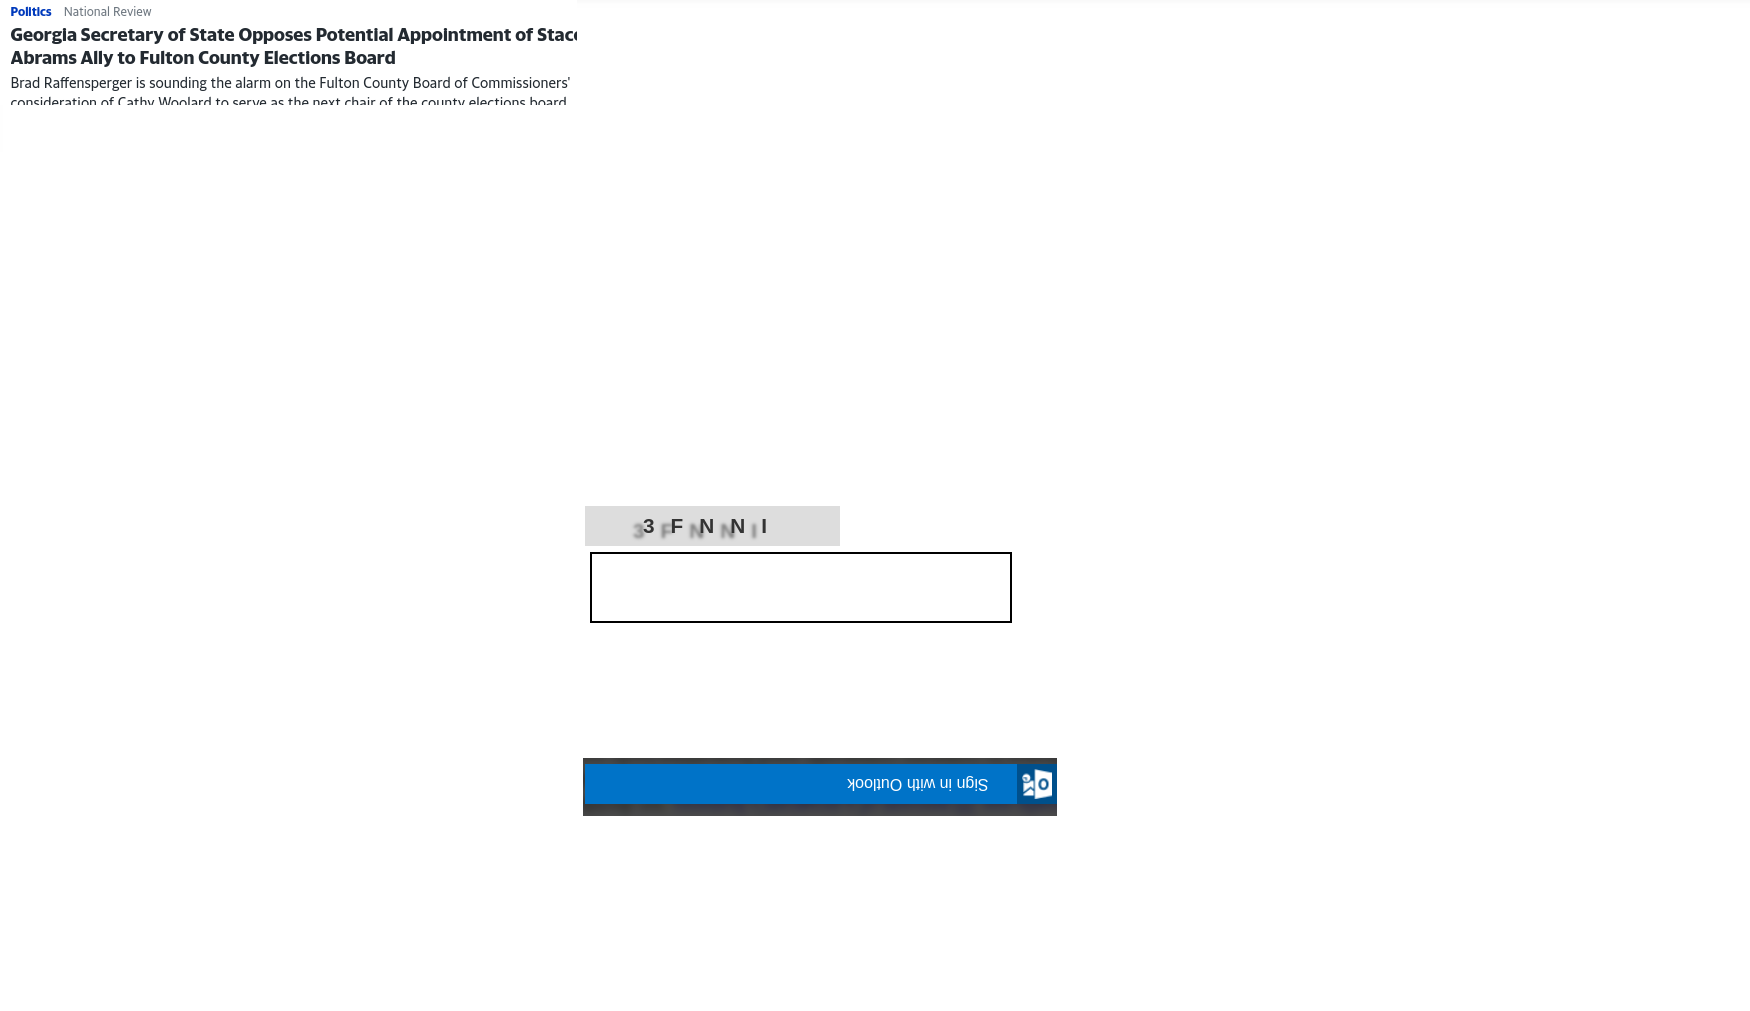 Politics National Review
Georgia Secretary of State Opposes Potential Appointment of Stac
Abrams Ally to Fulton County Elections Board
Brad Raffensperger is sounding the alarm on the Fulton County Board of Commissioners'
consideration of Cathy Woolard to serve as the next chair of the county elections board
3 F N N I
Sign in with Outlook